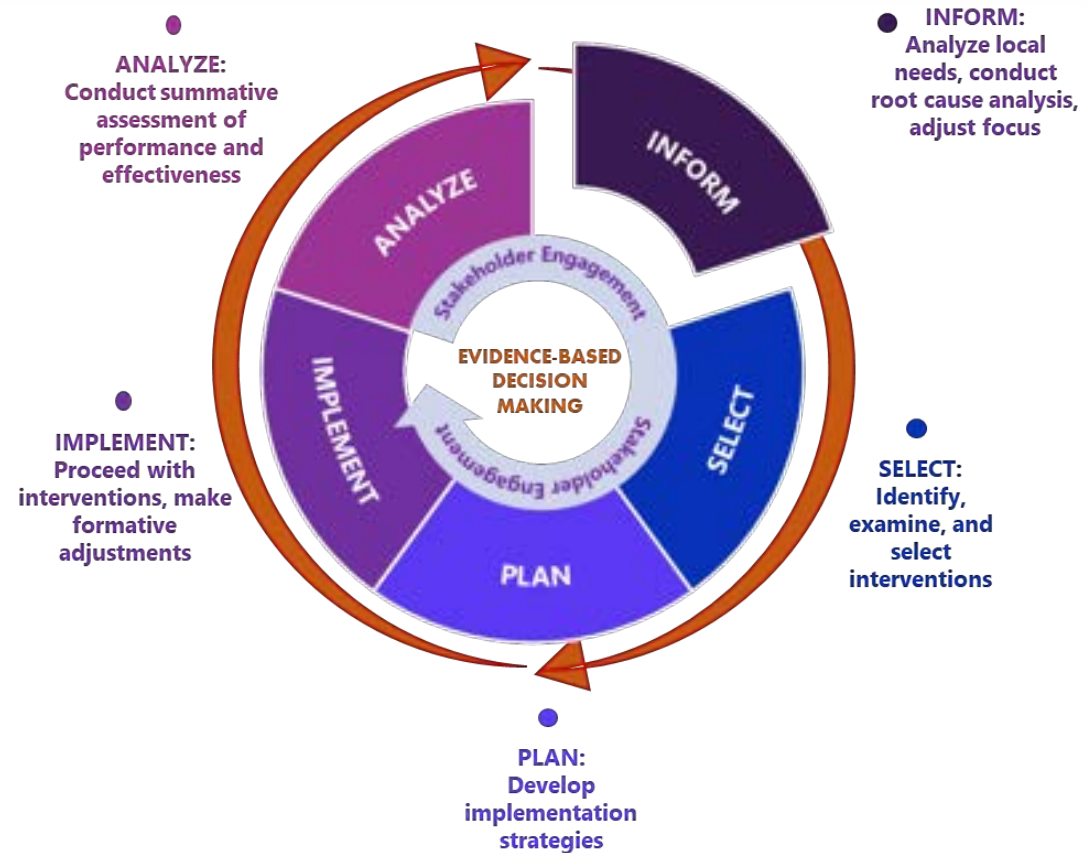 INFORM:
Analyze local
needs, conduct
root cause analysis,
adjust focus
ANALYZE:
Conduct summative
assessment of
performance and
effectiveness
INFORM
ANALYZE
Stakeholder Engagement
EVIDENCE-BASED
DECISION
MAKING
IMPLEMENT
SELECT
Stakeholder Engagement
PLAN
IMPLEMENT:
Proceed with
interventions, make
formative
adjustments
SELECT:
Identify,
examine, and
select
interventions
PLAN:
Develop
implementation
strategies